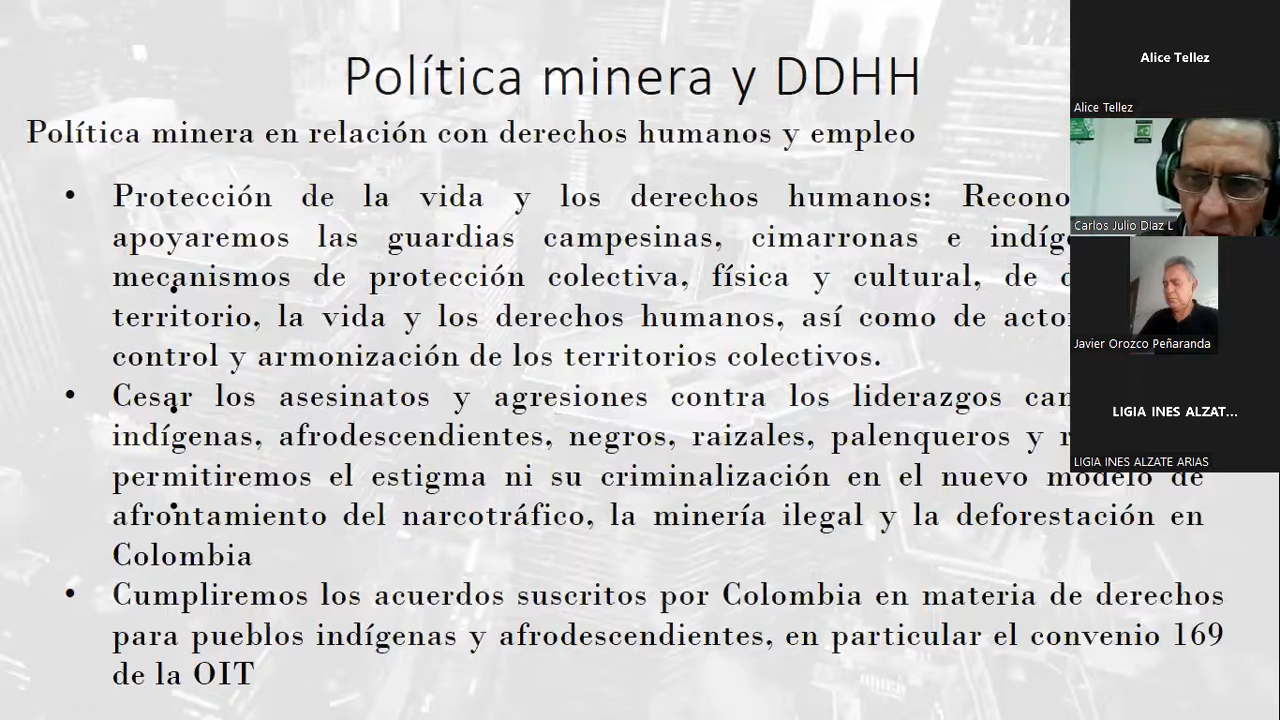 Política minera y DDHH
Política minera en relación con derechos humanos y empleo
• Protección de la vida y los derechos humanos:
apoyaremos las guardias campesinas, cimarronas e
mecanismos de protección colectiva, física y cultural, de
territorio, la vida y los derechos humanos, así como de
control y armonización de los territorios colectivos.
• Cesar los asesinatos y agresiones contra los liderazgos
indígenas, afrodescendientes, negros, raizales, palenqueros y
permitiremos el estigma ni su criminalización en el nuevo modelo de
afrontamiento del narcotráfico, la minería ilegal y la deforestación en
Colombia
• Cumpliremos los acuerdos suscritos por Colombia en materia de derechos
para pueblos indígenas y afrodescendientes, en particular el convenio 169
de la OIT
Alice Tellez
Alice Tellez
Carlos Julio Diaz L
Javier Orozco Peñaranda
LIGIA INES ALZAT...
LIGIA INES ALZATE ARIAS